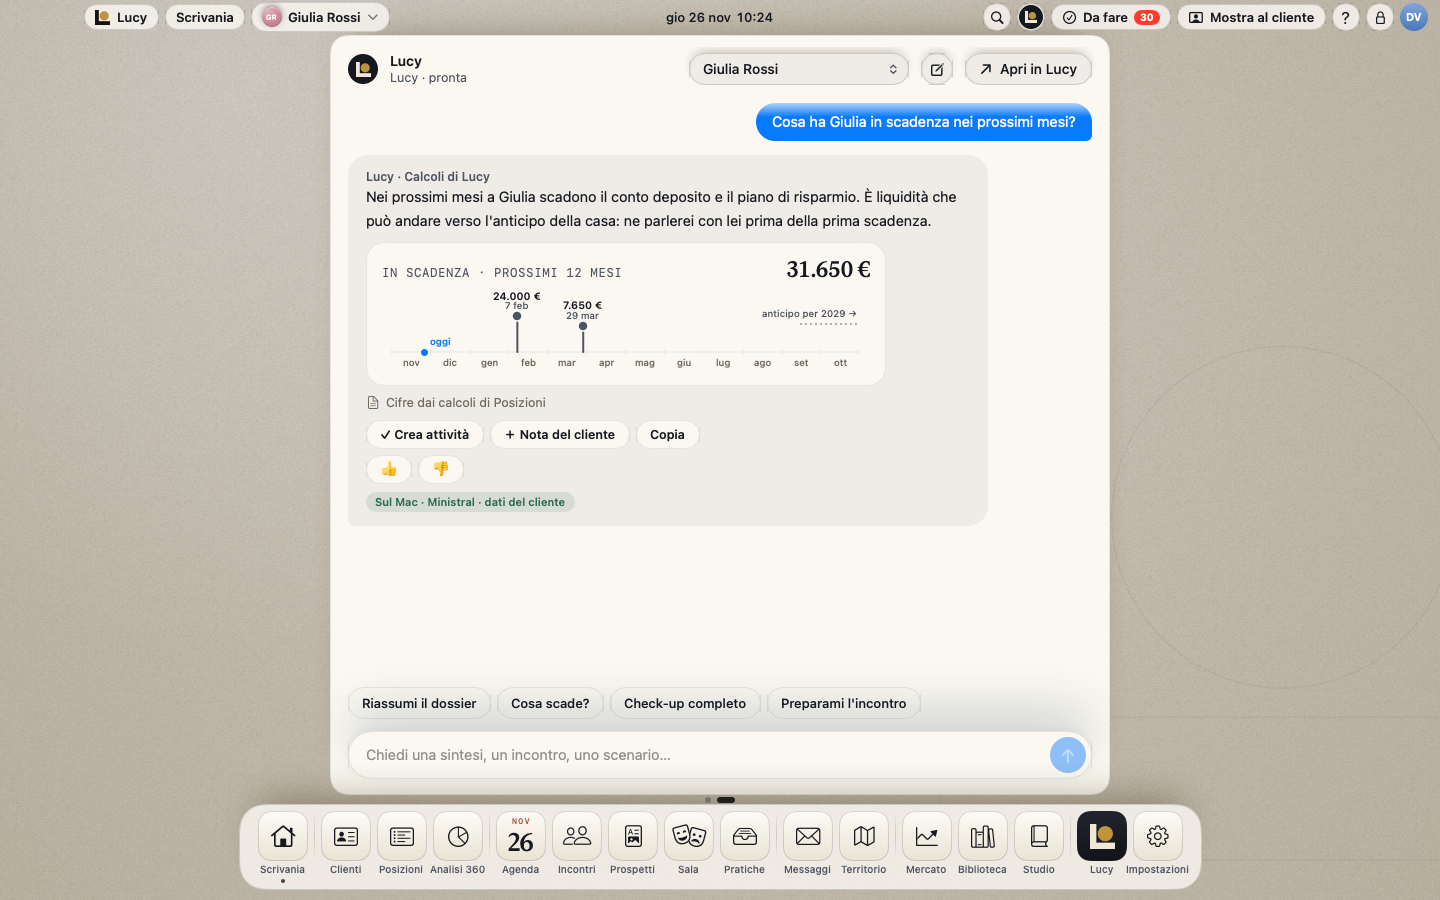 Lucy
Scrivania
GR Giulia Rossi
gio 26 nov 10:24
Da fare 30
Mostra al cliente
?
DV
Lucy
Lucy · pronta
Giulia Rossi
Apri in Lucy
Cosa ha Giulia in scadenza nei prossimi mesi?
Lucy · Calcoli di Lucy
Nei prossimi mesi a Giulia scadono il conto deposito e il piano di risparmio. È liquidità che
può andare verso l'anticipo della casa: ne parlerei con lei prima della prima scadenza.
IN SCADENZA · PROSSIMI 12 MESI
31.650 €
24.000 €
7 feb
7.650 €
29 mar
anticipo per 2029 →
oggi
nov dic gen feb mar apr mag giu lug ago set ott
Cifre dai calcoli di Posizioni
✓ Crea attività
+ Nota del cliente
Copia
Sul Mac · Ministral · dati del cliente
Riassumi il dossier
Cosa scade?
Check-up completo
Preparami l'incontro
Chiedi una sintesi, un incontro, uno scenario...
NOV
26
Scrivania Clienti Posizioni Analisi 360 Agenda Incontri Prospetti Sala Pratiche Messaggi Territorio Mercato Biblioteca Studio Lucy Impostazioni